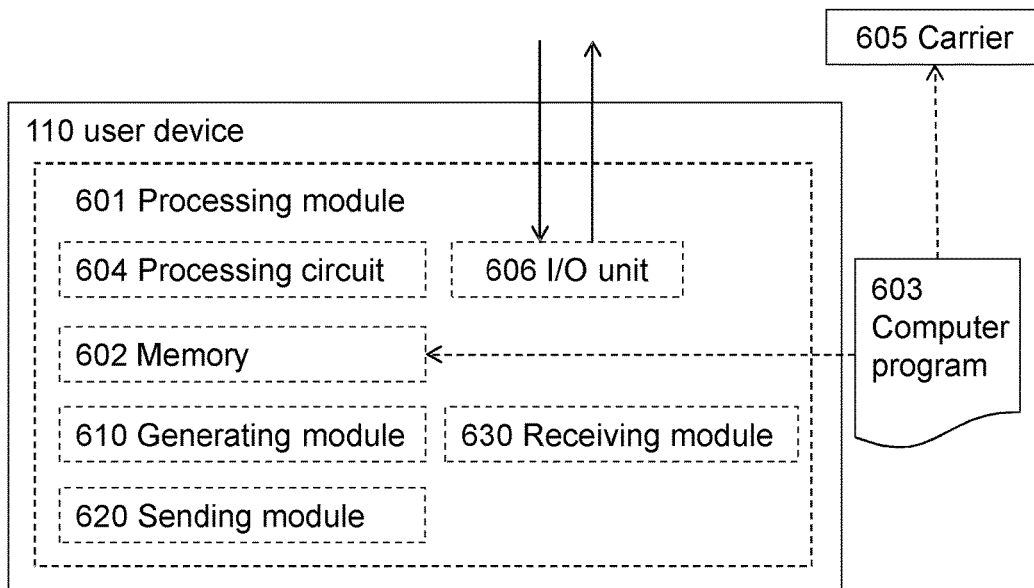 605 Carrier
110 user device
601 Processing module
604 Processing circuit
606 I/O unit
603
Computer
program
602 Memory
610 Generating module
630 Receiving module
620 Sending module